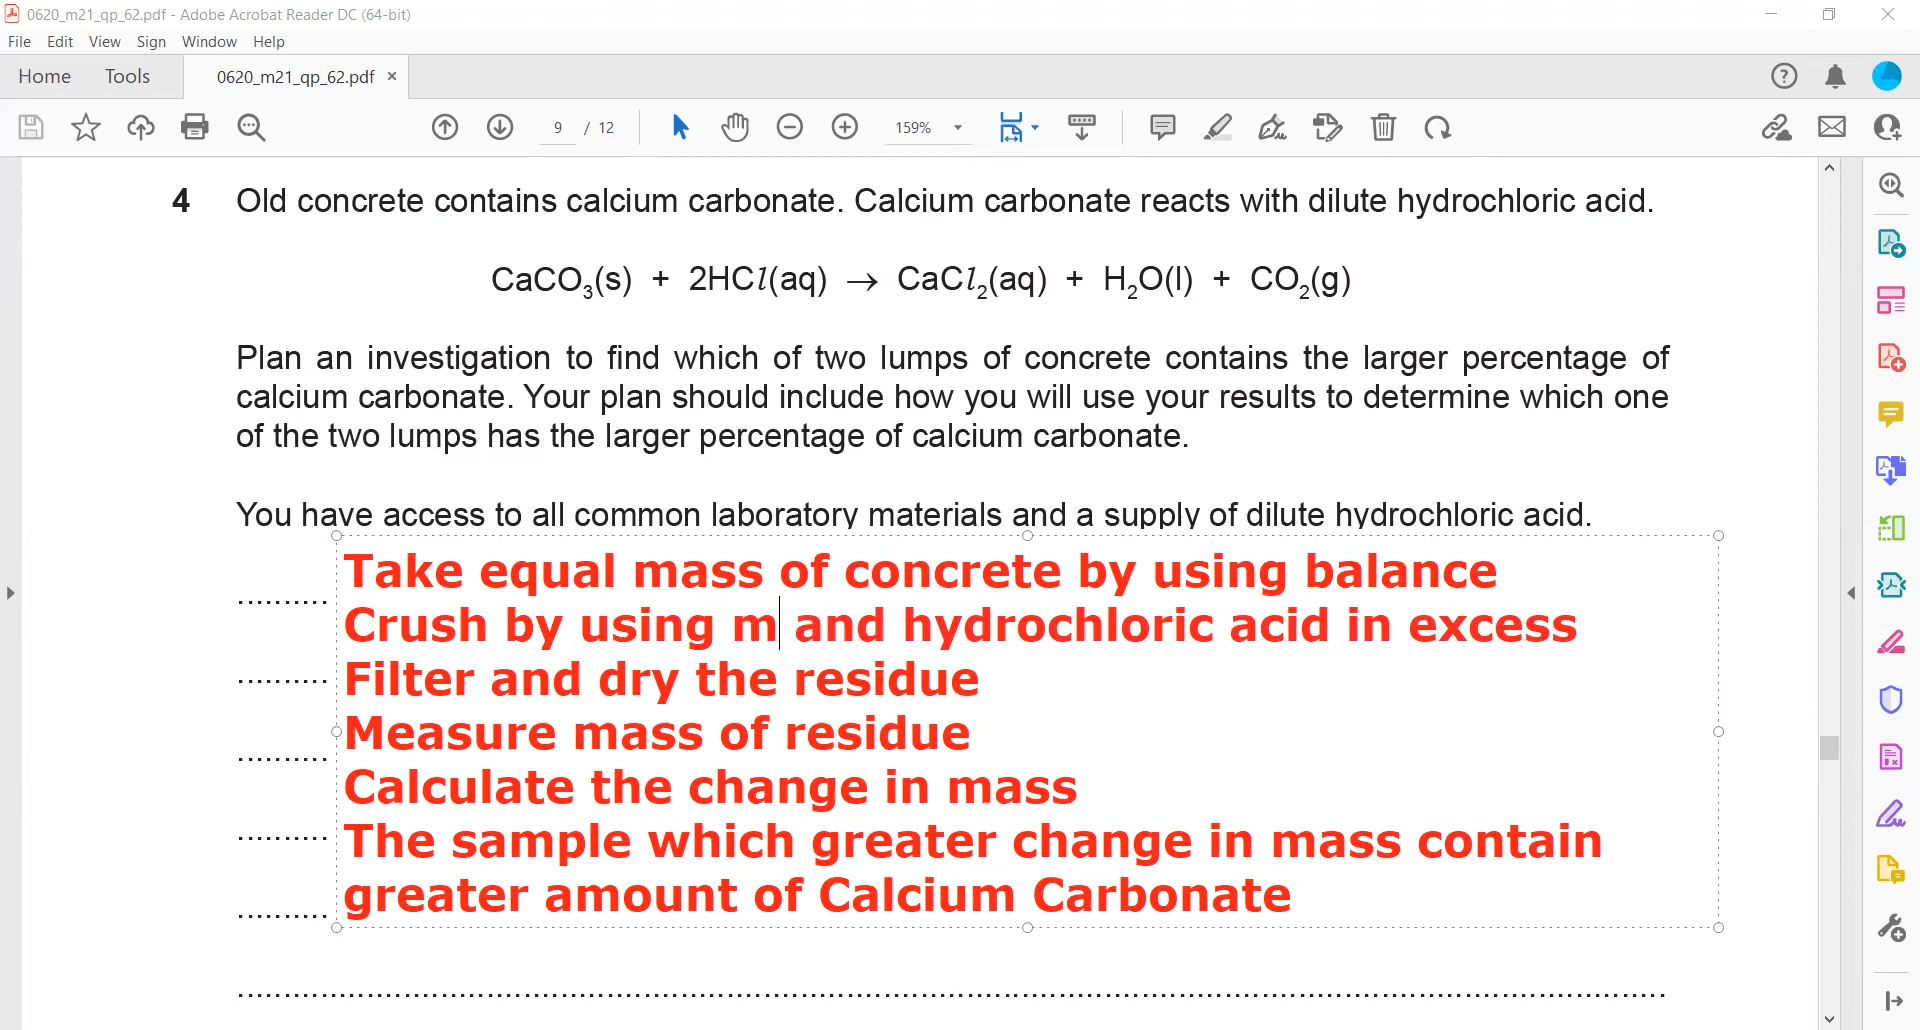 0620_m21_qp_62.pdf - Adobe Acrobat Reader DC (64-bit)
File Edit View Sign Window Help
Home Tools 0620_m21_qp_62.pdf ×
9 / 12 159%
4 Old concrete contains calcium carbonate. Calcium carbonate reacts with dilute hydrochloric acid.
CaCO₃(s) + 2HCl(aq) → CaCl₂(aq) + H₂O(l) + CO₂(g)
Plan an investigation to find which of two lumps of concrete contains the larger percentage of
calcium carbonate. Your plan should include how you will use your results to determine which one
of the two lumps has the larger percentage of calcium carbonate.
You have access to all common laboratory materials and a supply of dilute hydrochloric acid.
Take equal mass of concrete by using balance
Crush by using m and hydrochloric acid in excess
Filter and dry the residue
Measure mass of residue
Calculate the change in mass
The sample which greater change in mass contain
greater amount of Calcium Carbonate